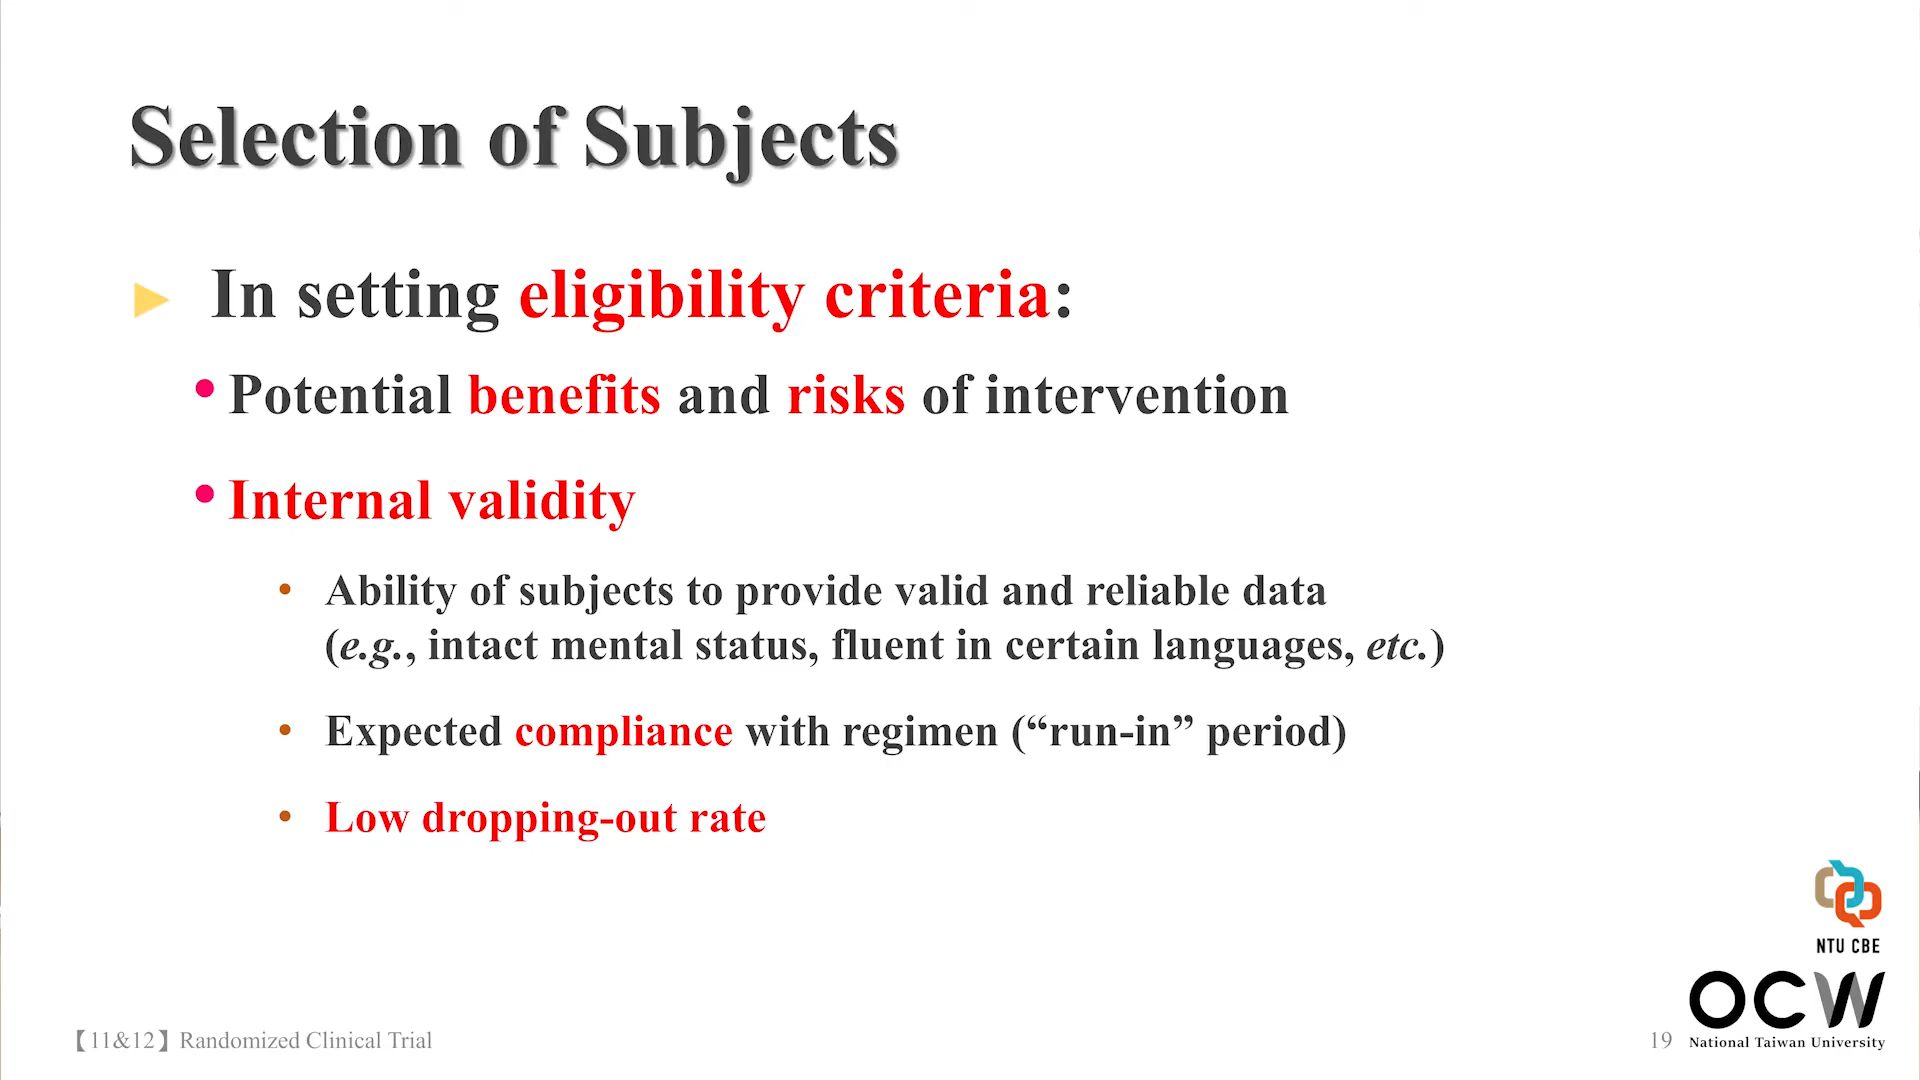 Selection of Subjects
► In setting eligibility criteria:
• Potential benefits and risks of intervention
• Internal validity
• Ability of subjects to provide valid and reliable data
(e.g., intact mental status, fluent in certain languages, etc.)
• Expected compliance with regimen (“run-in” period)
• Low dropping-out rate
NTU CBE
OCW
National Taiwan University
【11&12】Randomized Clinical Trial
19